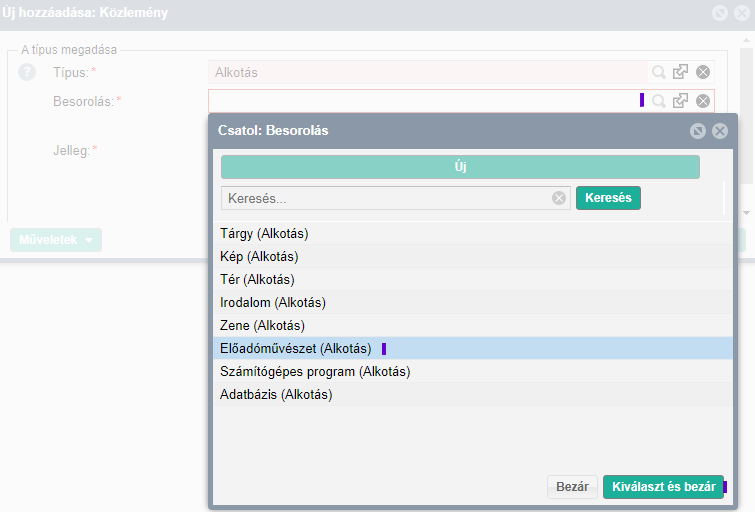 Új hozzáadása: Közlemény
A típus megadása
Típus: *
Alkotás
Besorolás: *
Csatol: Besorolás
Jelleg: *
Új
Keresés...
Keresés
Tárgy (Alkotás)
Műveletek
Kép (Alkotás)
Tér (Alkotás)
Irodalom (Alkotás)
Zene (Alkotás)
Előadóművészet (Alkotás)
Számítógépes program (Alkotás)
Adatbázis (Alkotás)
Bezár
Kiválaszt és bezár